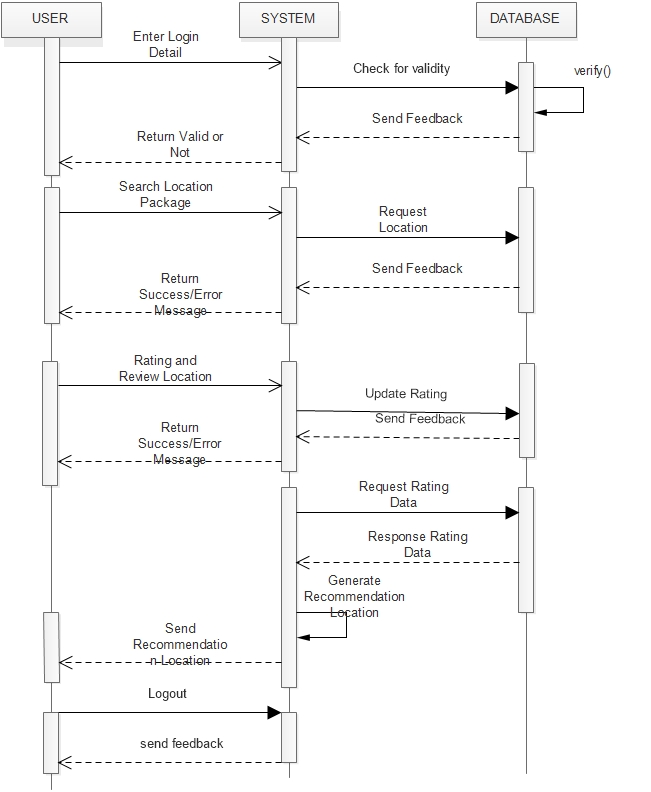 USER
SYSTEM
DATABASE
Enter Login
Detail
Check for validity
verify()
Send Feedback
Return Valid or
Not
Search Location
Package
Request
Location
Send Feedback
Return
Success/Error
Message
Rating and
Review Location
Update Rating
Send Feedback
Return
Success/Error
Message
Request Rating
Data
Response Rating
Data
Generate
Recommendation
Location
Send
Recommendatio
n Location
Logout
send feedback